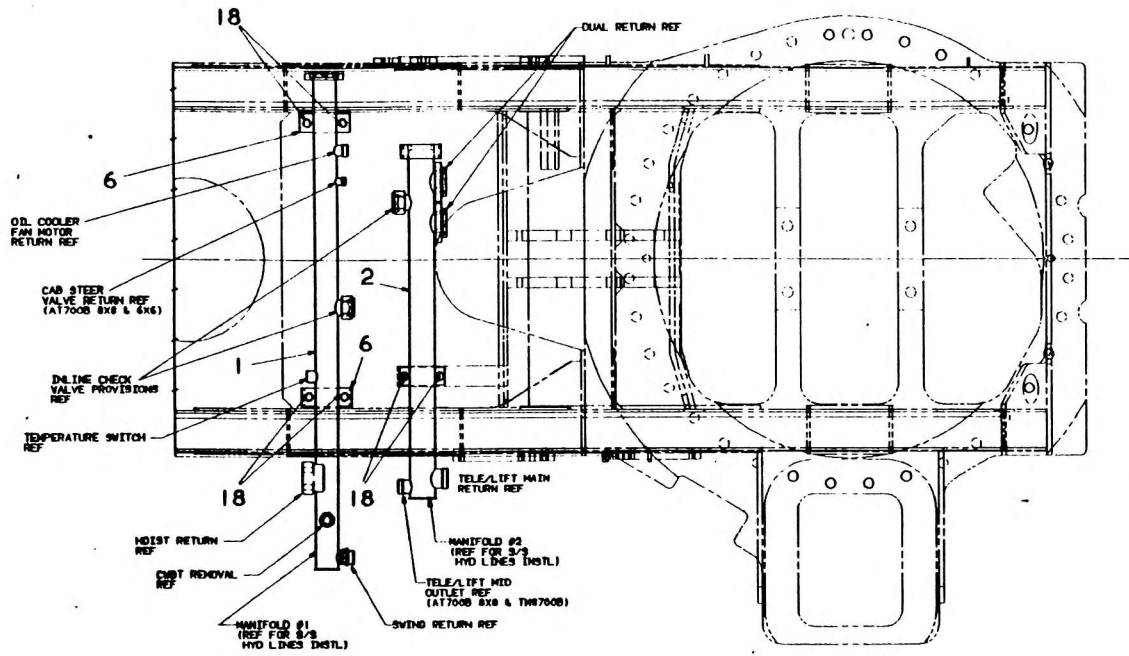 18
DUAL RETURN REF
6
OIL COOLER
FAN MOTOR
RETURN REF
CAB STEER
VALVE RETURN REF
(AT700B 8X8 & 6X6)
2
1
6
INLINE CHECK
VALVE PROVISIONS
REF
TEMPERATURE SWITCH
REF
18
18
TELE/LIFT MAIN
RETURN REF
HOIST RETURN
REF
MANIFOLD #2
(REF FOR S/S
HYD LINES INSTL)
CWBT REMOVAL
REF
TELE/LIFT MID
OUTLET REF
(AT700B 8X8 & TMS700B)
SWING RETURN REF
MANIFOLD #1
(REF FOR S/S
HYD LINES INSTL)